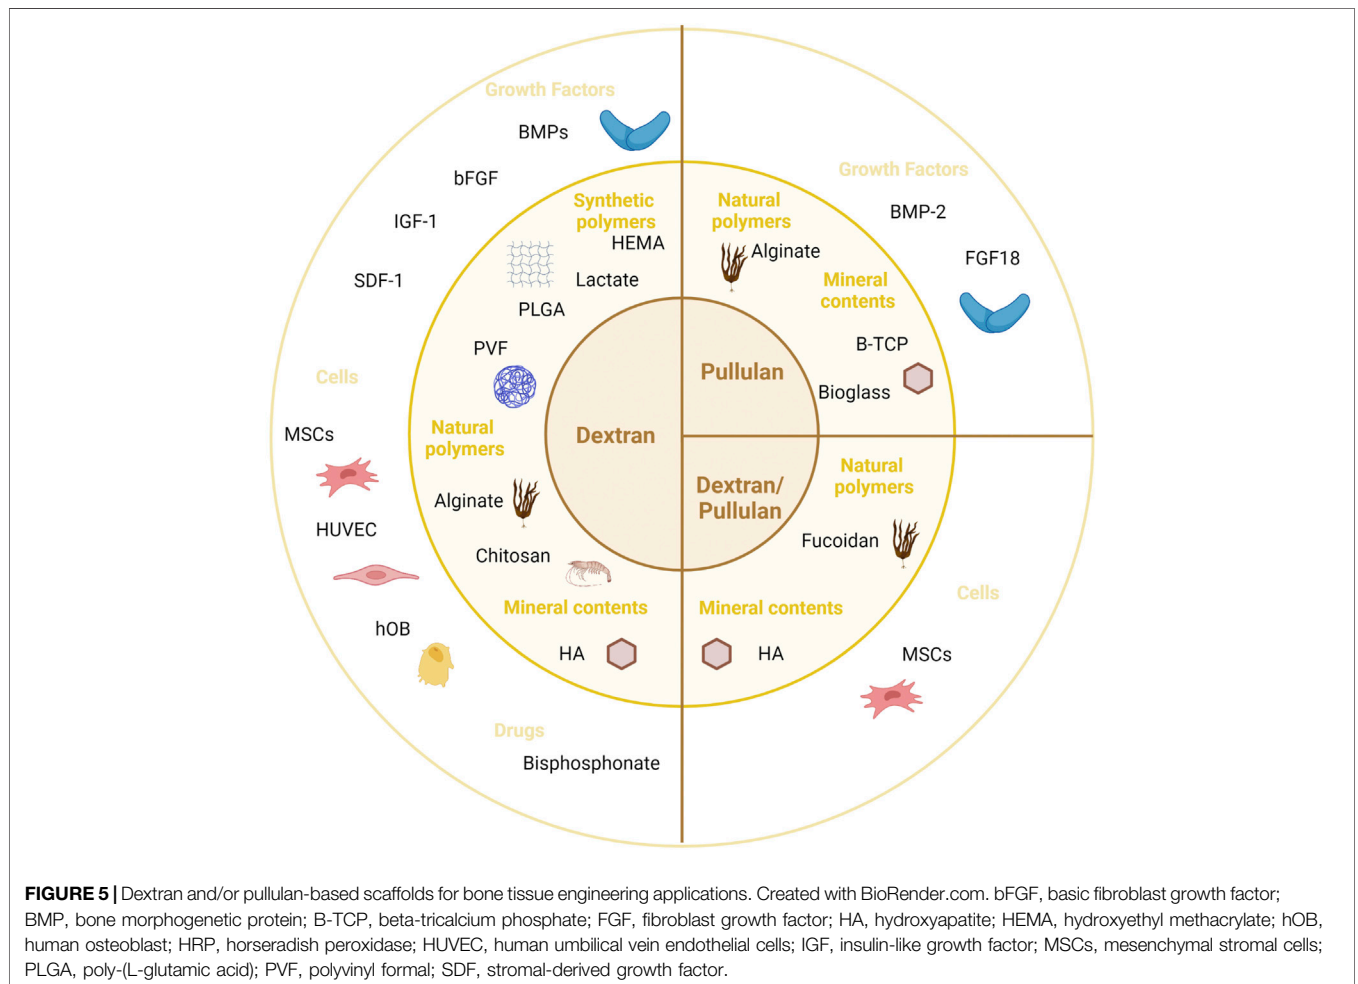 Growth Factors
BMPs
bFGF
IGF-1
SDF-1
Cells
MSCs
HUVEC
hOB
Drugs
Bisphosphonate
Synthetic
polymers
HEMA
Lactate
PLGA
PVF
Natural
polymers
Alginate
Chitosan
Mineral contents
HA
Dextran
Growth Factors
BMP-2
FGF18
Natural
polymers
Alginate
Mineral
contents
B-TCP
Bioglass
Pullulan
Dextran/
Pullulan
Natural
polymers
Fucoidan
Mineral contents
HA
Cells
MSCs
FIGURE 5 | Dextran and/or pullulan-based scaffolds for bone tissue engineering applications. Created with BioRender.com. bFGF, basic fibroblast growth factor;
BMP, bone morphogenetic protein; B-TCP, beta-tricalcium phosphate; FGF, fibroblast growth factor; HA, hydroxyapatite; HEMA, hydroxyethyl methacrylate; hOB,
human osteoblast; HRP, horseradish peroxidase; HUVEC, human umbilical vein endothelial cells; IGF, insulin-like growth factor; MSCs, mesenchymal stromal cells;
PLGA, poly-(L-glutamic acid); PVF, polyvinyl formal; SDF, stromal-derived growth factor.